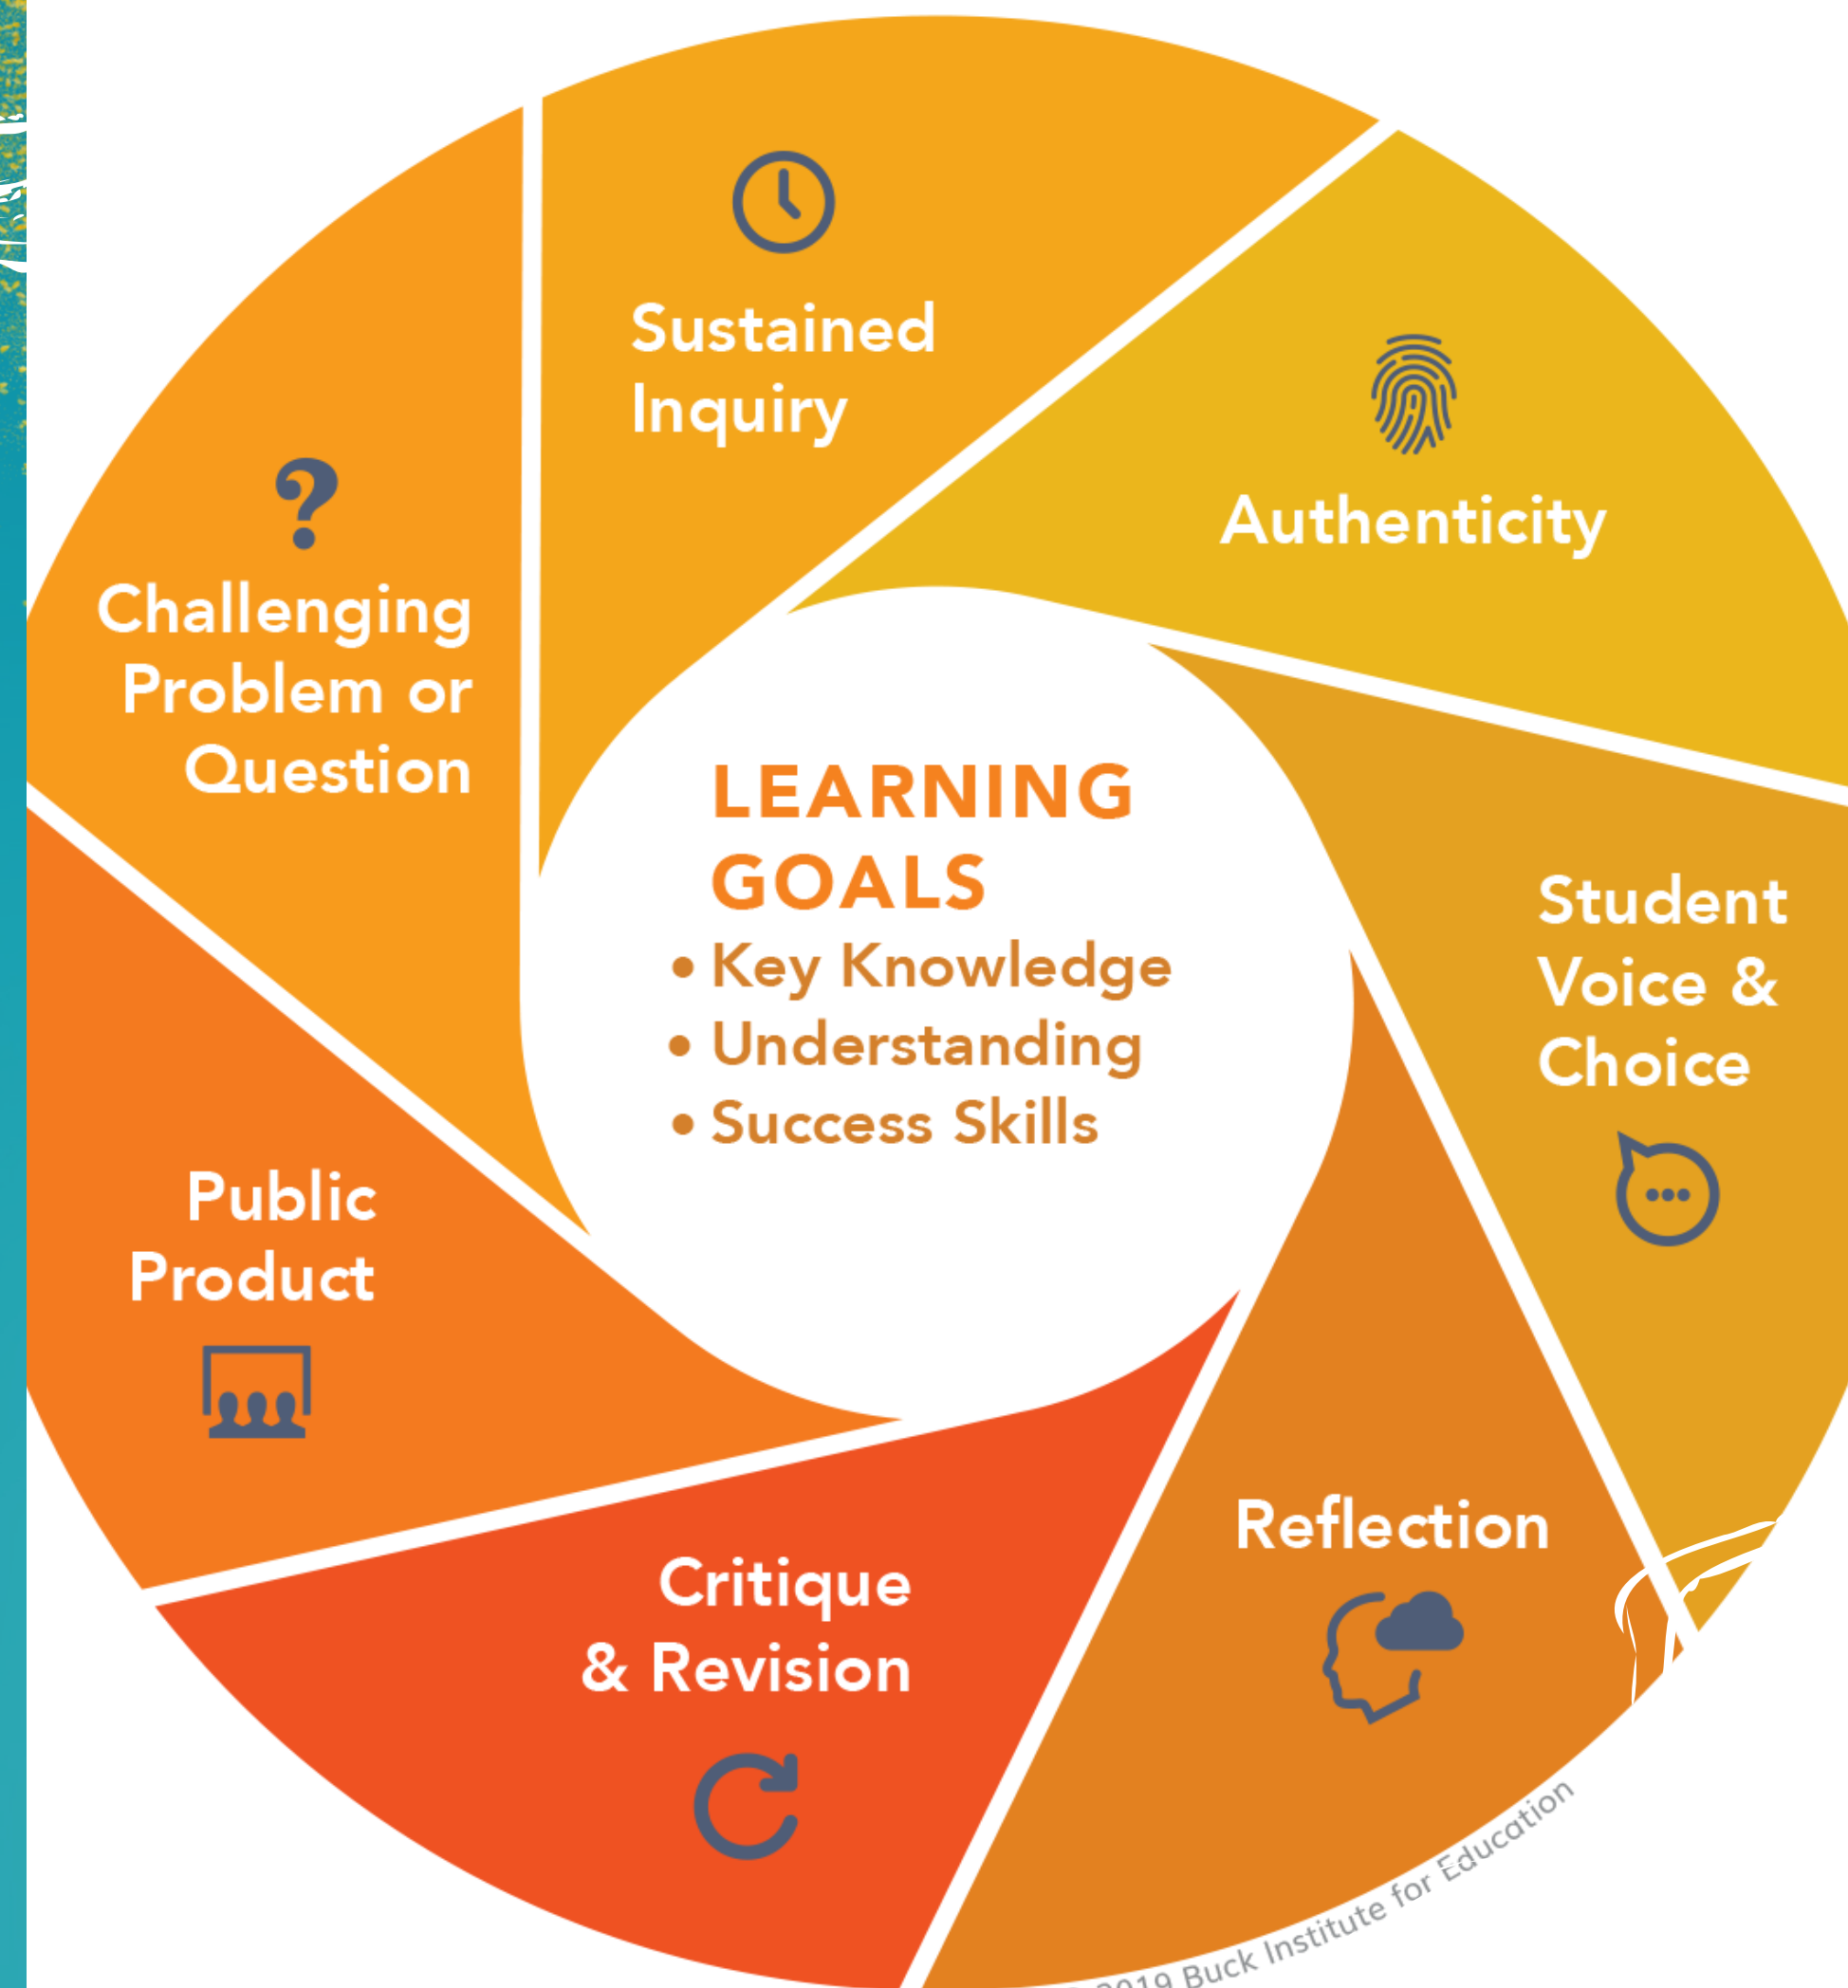 Sustained
Inquiry
Authenticity
Challenging
Problem or
Question
LEARNING
GOALS
• Key Knowledge
• Understanding
• Success Skills
Student
Voice &
Choice
Public
Product
Reflection
Critique
& Revision
2019 Buck Institute for Education